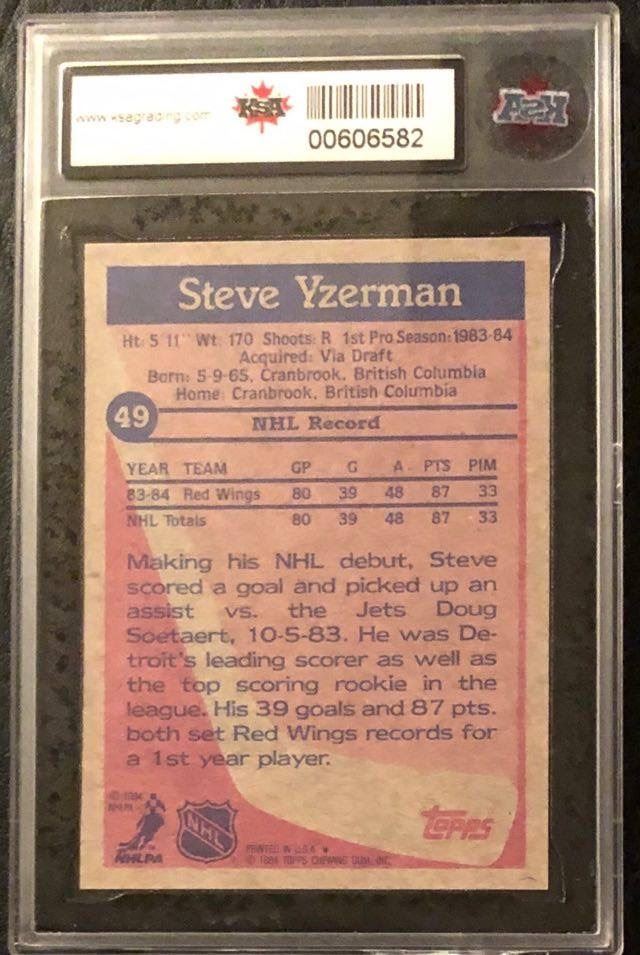 www.ksagrading.com
KSA
00606582
KSA
Steve Yzerman
Ht: 5'11" Wt: 170 Shoots: R 1st Pro Season: 1983-84
Acquired: Via Draft
Born: 5-9-65, Cranbrook, British Columbia
Home: Cranbrook, British Columbia
49
NHL Record
YEAR TEAM GP G A PTS PIM
83-84 Red Wings 80 39 48 87 33
NHL Totals 80 39 48 87 33
Making his NHL debut, Steve
scored a goal and picked up an
assist vs. the Jets Doug
Soetaert, 10-5-83. He was De-
troit's leading scorer as well as
the top scoring rookie in the
league. His 39 goals and 87 pts.
both set Red Wings records for
a 1st year player.
© 1984
NHLPA
NHLPA
NHL
PRINTED IN U.S.A.
© 1984 TOPPS CHEWING GUM, INC.
topps